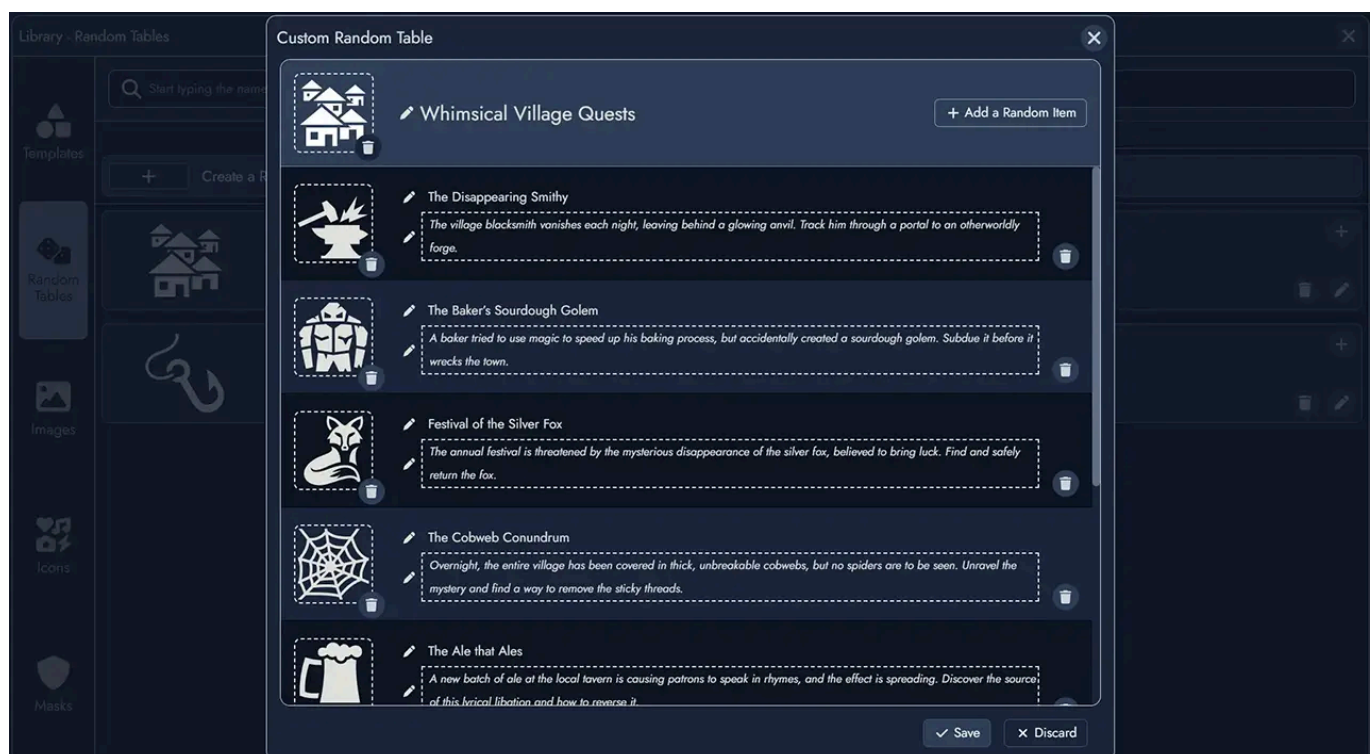 Library - Random Tables
Custom Random Table
Start typing the name
Whimsical Village Quests
+ Add a Random Item
Templates
+ Create a R
The Disappearing Smithy
The village blacksmith vanishes each night, leaving behind a glowing anvil. Track him through a portal to an otherworldly
forge.
Random
Tables
The Baker's Sourdough Golem
A baker tried to use magic to speed up his baking process, but accidentally created a sourdough golem. Subdue it before it
wrecks the town.
Images
Festival of the Silver Fox
The annual festival is threatened by the mysterious disappearance of the silver fox, believed to bring luck. Find and safely
return the fox.
Icons
The Cobweb Conundrum
Overnight, the entire village has been covered in thick, unbreakable cobwebs, but no spiders are to be seen. Unravel the
mystery and find a way to remove the sticky threads.
Masks
The Ale that Ales
A new batch of ale at the local tavern is causing patrons to speak in rhymes, and the effect is spreading. Discover the source
of this lyrical libation and how to reverse it.
Save
Discard